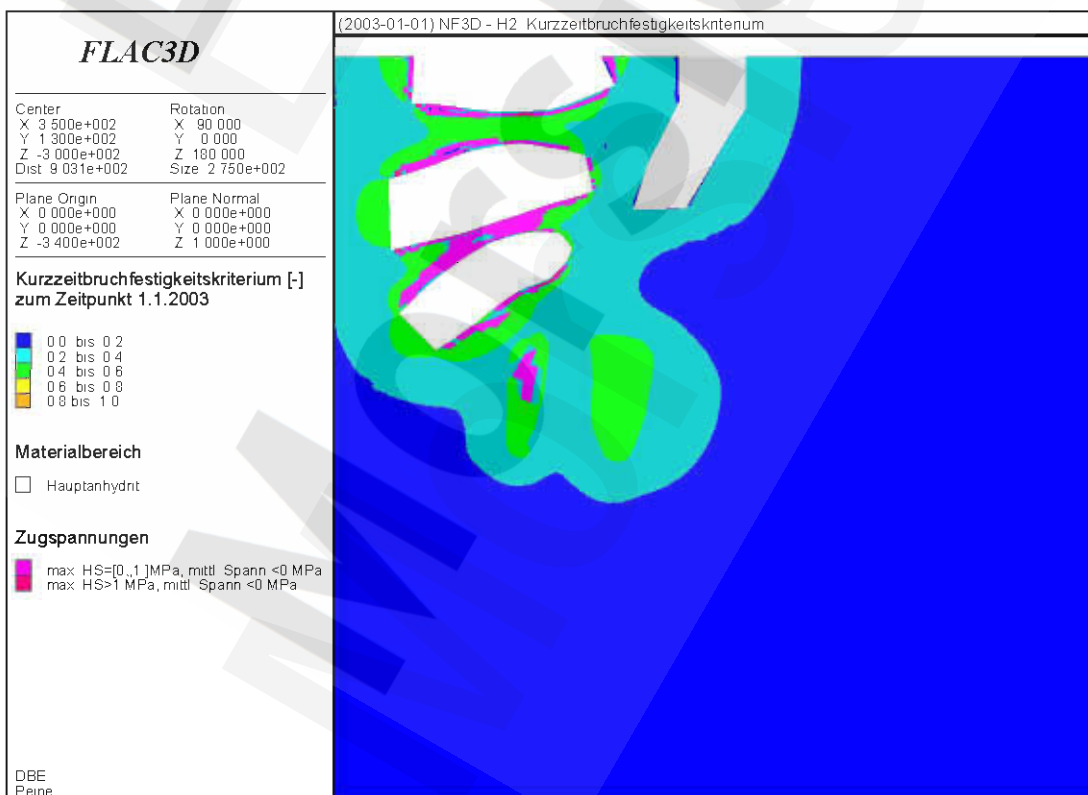 (2003-01-01) NF3D - H2 Kurzzeitbruchfestigkeitskriterium
FLAC3D
Center Rotation
X 3 500e+002 X 90 000
Y 1 300e+002 Y 0 000
Z -3 000e+002 Z 180 000
Dist 9 031e+002 Size 2 750e+002
Plane Origin Plane Normal
X 0 000e+000 X 0 000e+000
Y 0 000e+000 Y 0 000e+000
Z -3 400e+002 Z 1 000e+000
Kurzzeitbruchfestigkeitskriterium [-]
zum Zeitpunkt 1.1.2003
0 0 bis 0 2
0 2 bis 0 4
0 4 bis 0 6
0 6 bis 0 8
0 8 bis 1 0
Materialbereich
Hauptanhydrit
Zugspannungen
max HS=[0.,1 ]MPa, mittl Spann <0 MPa
max HS>1 MPa, mittl Spann <0 MPa
DBE
Peine